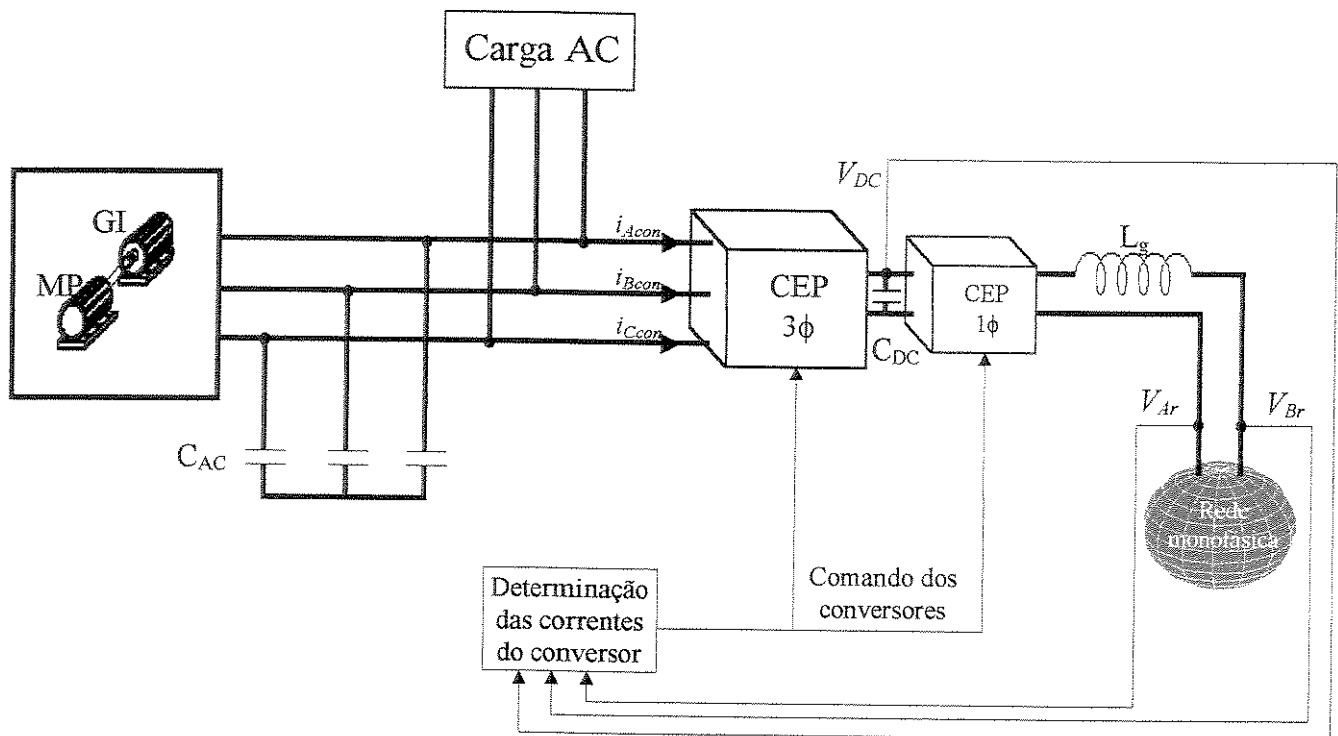 Carga AC
GI
MP
i_Acon
i_Bcon
i_Ccon
CEP
3ϕ
V_DC
C_DC
CEP
1ϕ
L_g
V_Ar
V_Br
C_AC
Rede
monofásica
Determinação
das correntes
do conversor
Comando dos
conversores